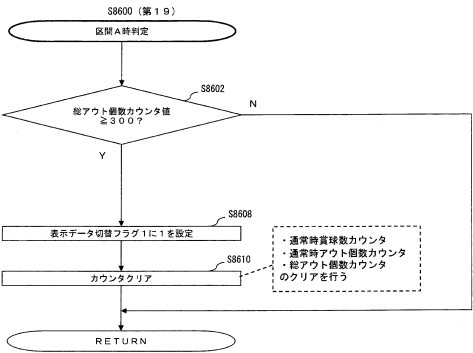 S8600（第１９）
区間Ａ時判定
S8602
総アウト個数カウンタ値
≧３００？
N
Y
S8608
表示データ切替フラグ１に１を設定
S8610
カウンタクリア
・通常時賞球数カウンタ
・通常時アウト個数カウンタ
・総アウト個数カウンタ
のクリアを行う
ＲＥＴＵＲＮ